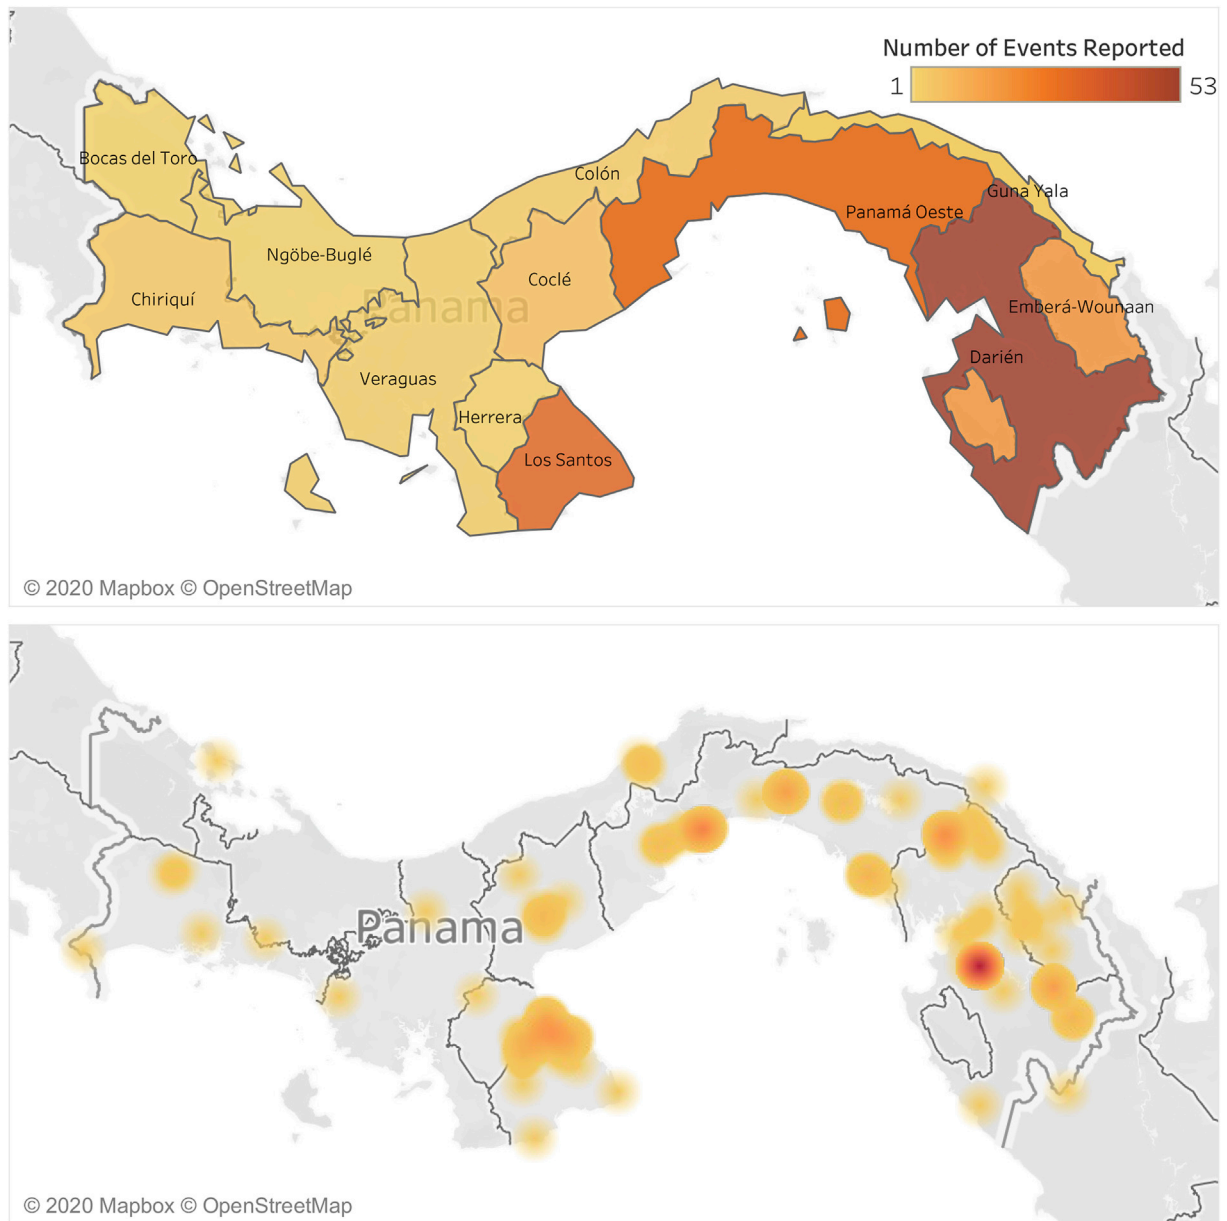 Number of Events Reported
1 53
Bocas del Toro
Colón
Guna Yala
Panamá Oeste
Ngöbe-Buglé
Coclé
Chiriquí
Panama
Emberá-Wounaan
Darién
Veraguas
Herrera
Los Santos
© 2020 Mapbox © OpenStreetMap
Panama
© 2020 Mapbox © OpenStreetMap